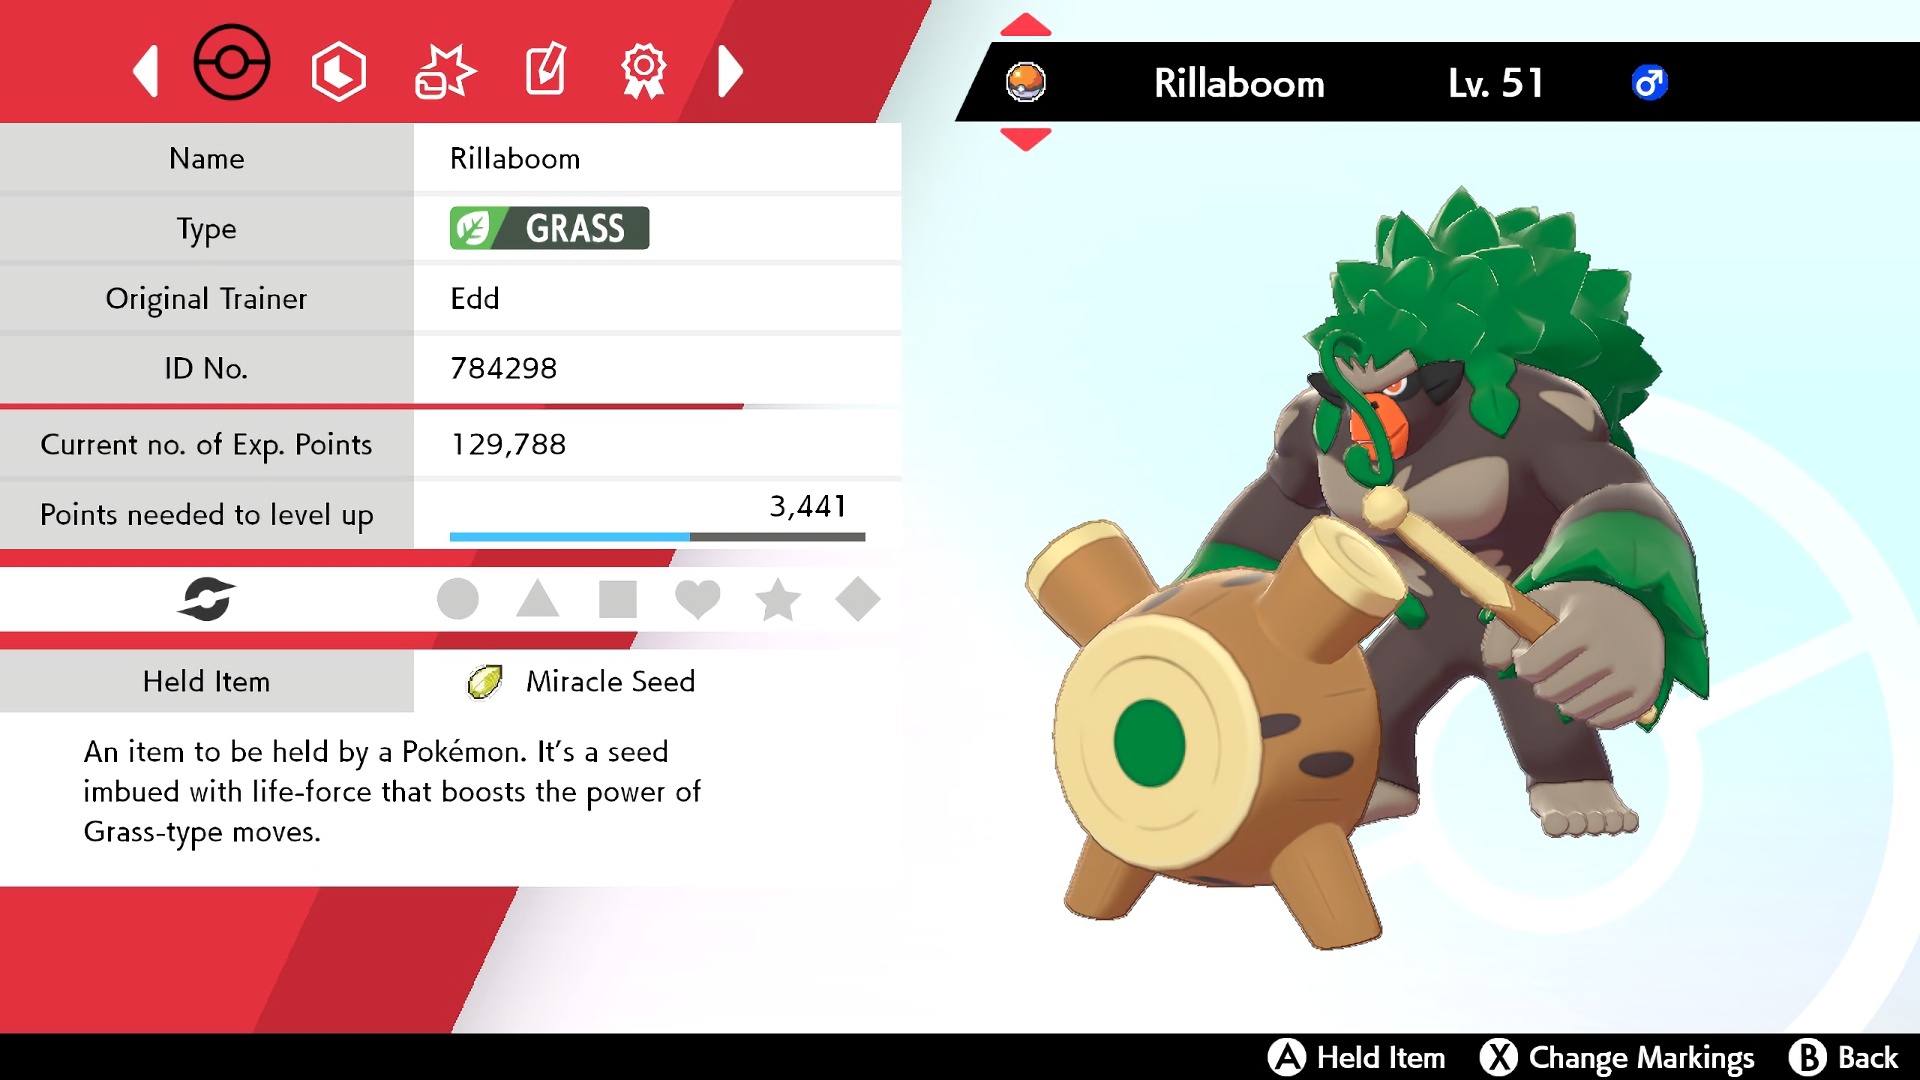 Rillaboom Lv. 51
Name Rillaboom
Type GRASS
Original Trainer Edd
ID No. 784298
Current no. of Exp. Points 129,788
Points needed to level up 3,441
Held Item Miracle Seed
An item to be held by a Pokémon. It's a seed
imbued with life-force that boosts the power of
Grass-type moves.
A Held Item X Change Markings B Back